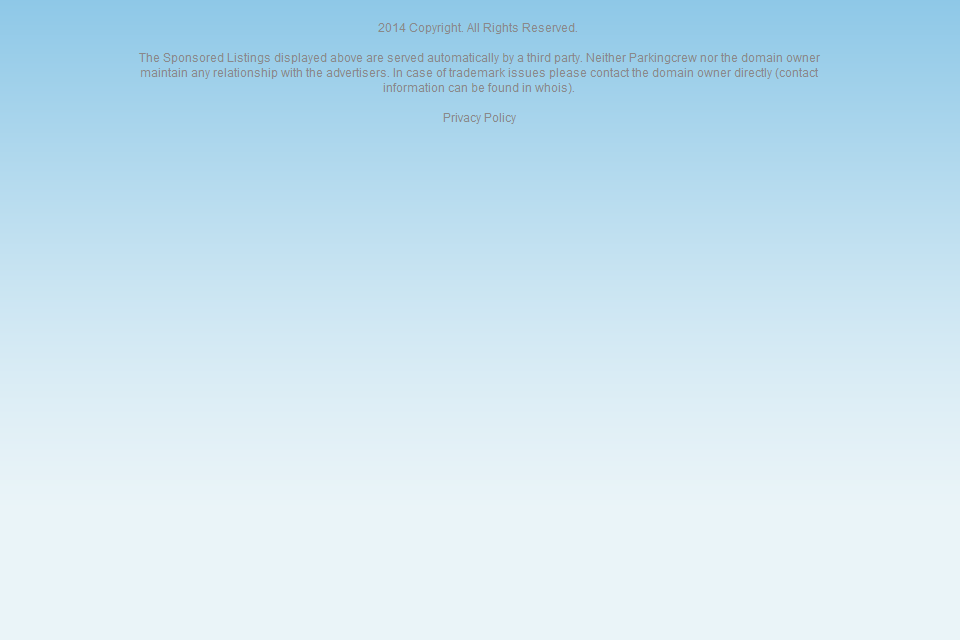 2014 Copyright. All Rights Reserved.
The Sponsored Listings displayed above are served automatically by a third party. Neither Parkingcrew nor the domain owner
maintain any relationship with the advertisers. In case of trademark issues please contact the domain owner directly (contact
information can be found in whois).
Privacy Policy